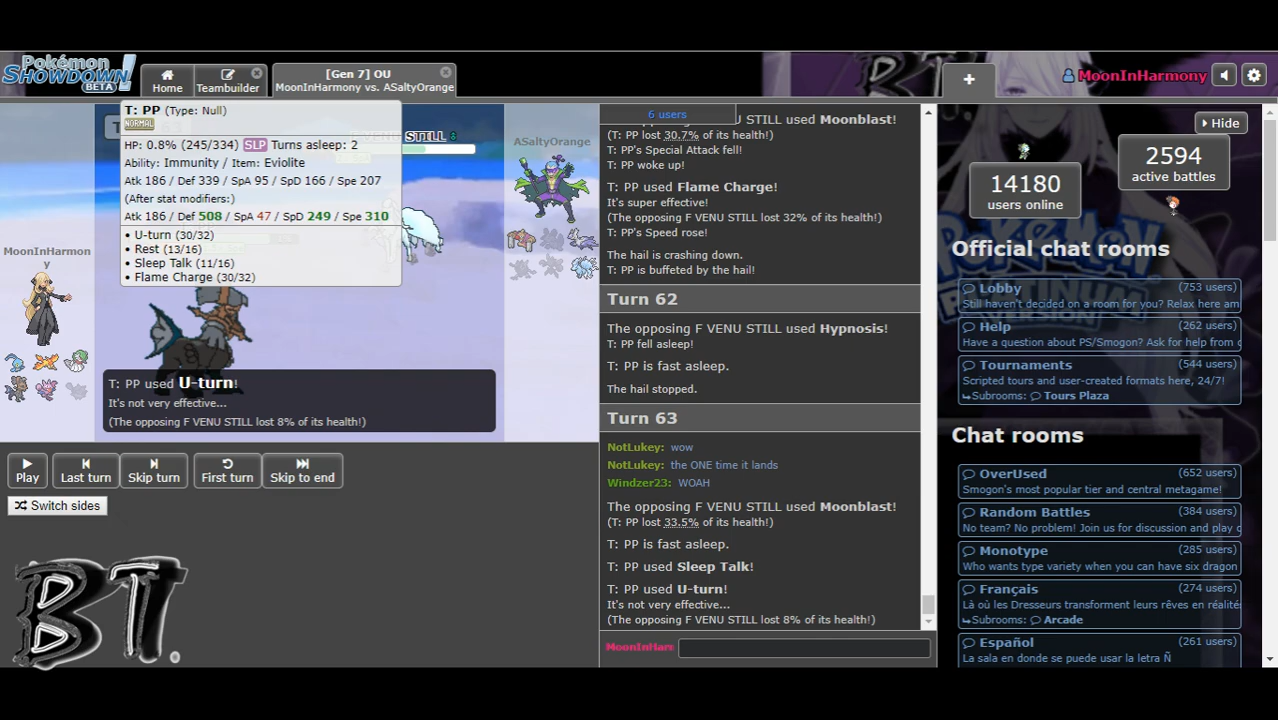 Pokémon
SHOWDOWN!
BETA
Home
Teambuilder
[Gen 7] OU
MoonInHarmony vs. ASaltyOrange
+
MoonInHarmony
T: PP (Type: Null)
NORMAL
HP: 0.8% (245/334) SLP Turns asleep: 2
Ability: Immunity / Item: Eviolite
Atk 186 / Def 339 / SpA 95 / SpD 166 / Spe 207
(After stat modifiers:)
Atk 186 / Def 508 / SpA 47 / SpD 249 / Spe 310
• U-turn (30/32)
• Rest (13/16)
• Sleep Talk (11/16)
• Flame Charge (30/32)
STILL
MoonInHarmon
y
ASaltyOrange
T: PP used U-turn!
It's not very effective...
(The opposing F VENU STILL lost 8% of its health!)
Play
Last turn
Skip turn
First turn
Skip to end
Switch sides
BT.
6 users
STILL used Moonblast!
(T: PP lost 30.7% of its health!)
T: PP's Special Attack fell!
T: PP woke up!
T: PP used Flame Charge!
It's super effective!
(The opposing F VENU STILL lost 32% of its health!)
T: PP's Speed rose!
The hail is crashing down.
T: PP is buffeted by the hail!
Turn 62
The opposing F VENU STILL used Hypnosis!
T: PP fell asleep!
T: PP is fast asleep.
The hail stopped.
Turn 63
NotLukey: wow
NotLukey: the ONE time it lands
Windzer23: WOAH
The opposing F VENU STILL used Moonblast!
(T: PP lost 33.5% of its health!)
T: PP is fast asleep.
T: PP used Sleep Talk!
T: PP used U-turn!
It's not very effective...
(The opposing F VENU STILL lost 8% of its health!)
MoonInHarr
Hide
14180
users online
2594
active battles
Official chat rooms
Lobby (753 users)
Still haven't decided on a room for you? Relax here am
Help (262 users)
Have a question about PS/Smogon? Ask for help from
Tournaments (544 users)
Scripted tours and user-created formats here, 24/7!
Subrooms: Tours Plaza
Chat rooms
OverUsed (652 users)
Smogon's most popular tier and central metagame!
Random Battles (384 users)
No team? No problem! Join us for discussion and play
Monotype (285 users)
Who wants type variety when you can have six dragon
Français (274 users)
Là où les Dresseurs transforment leurs rêves en réalité
Subrooms: Arcade
Español (261 users)
La sala en donde se puede usar la letra Ñ